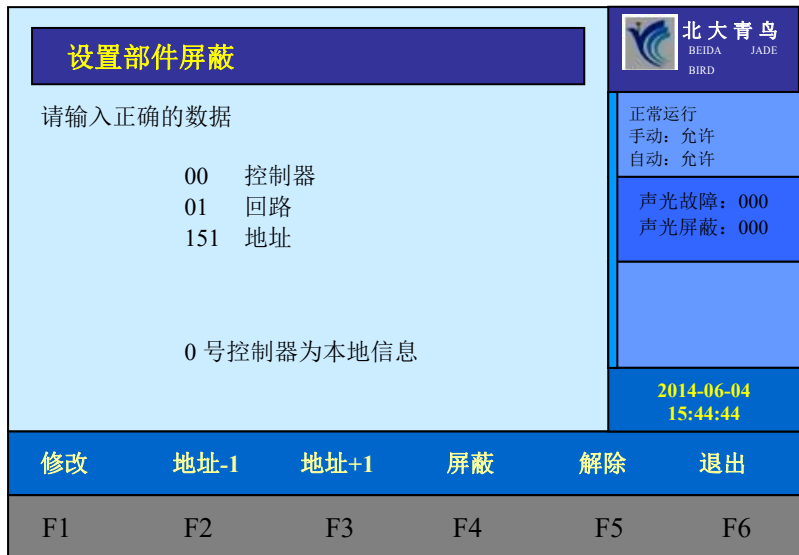 设置部件屏蔽
北大青鸟
BEIDA JADE
BIRD
请输入正确的数据
00 控制器
01 回路
151 地址
0 号控制器为本地信息
正常运行
手动：允许
自动：允许
声光故障：000
声光屏蔽：000
2014-06-04
15:44:44
修改 地址-1 地址+1 屏蔽 解除 退出
F1 F2 F3 F4 F5 F6